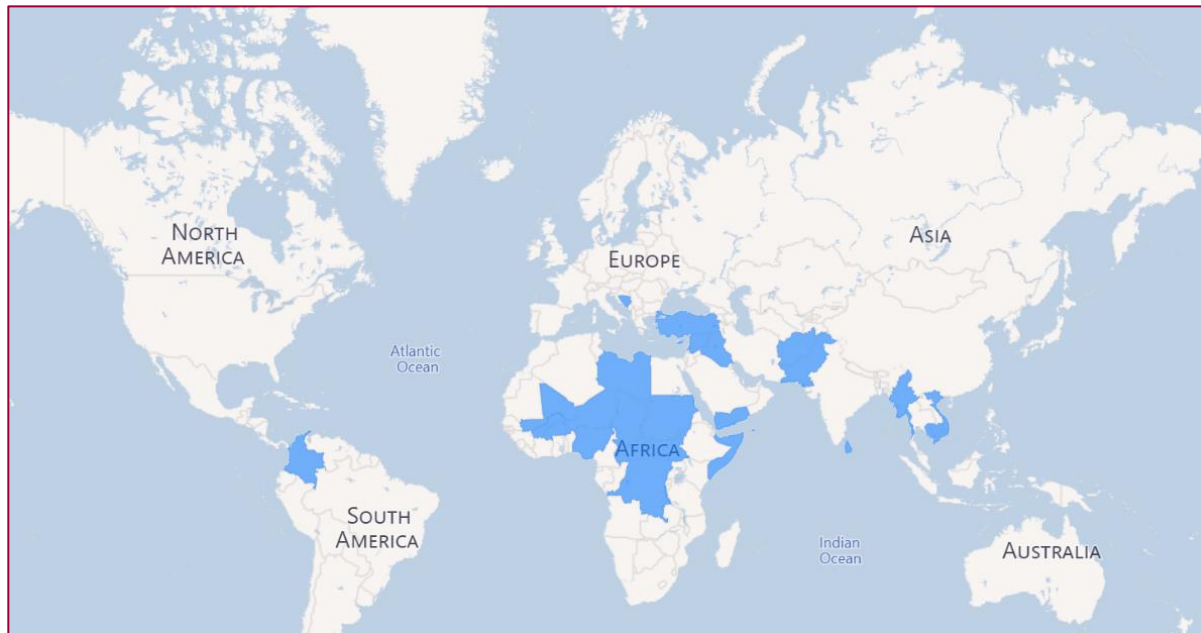 NORTH
AMERICA
EUROPE
ASIA
Atlantic
Ocean
AFRICA
SOUTH
AMERICA
Indian
Ocean
AUSTRALIA